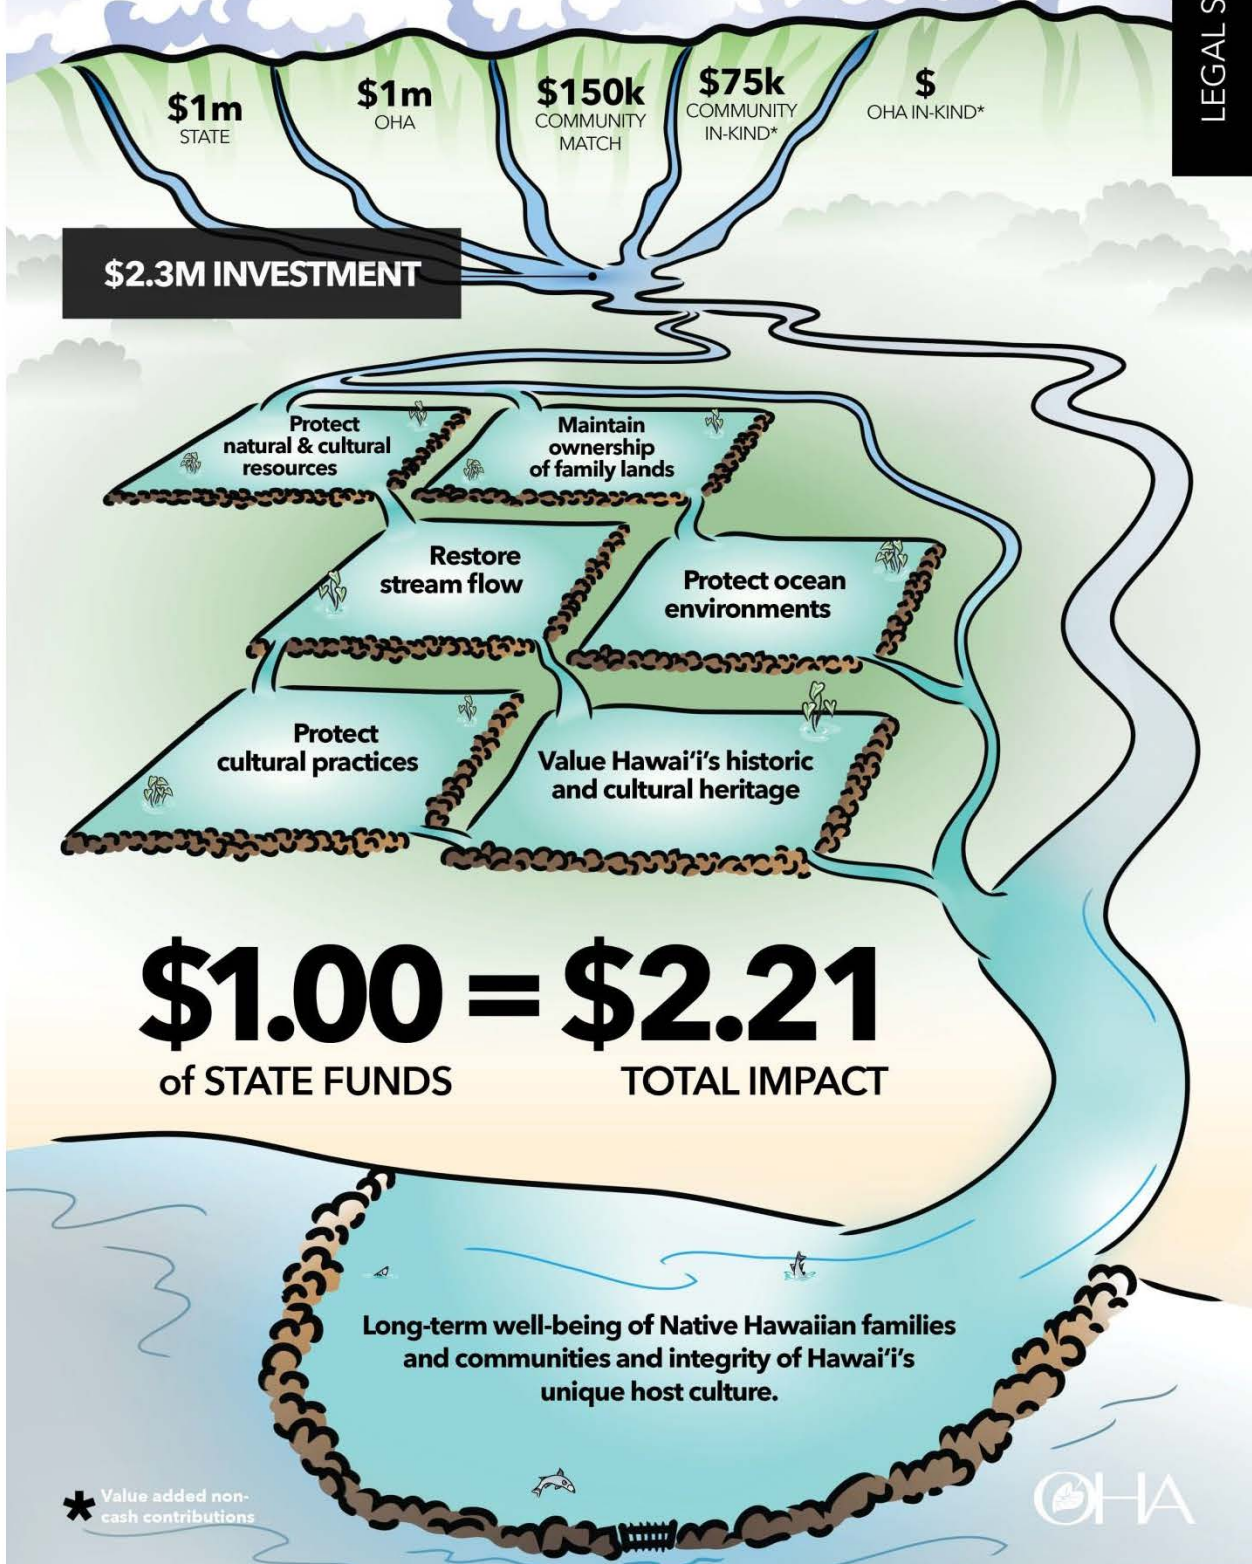 LEGAL S
$1m
STATE
$1m
OHA
$150k
COMMUNITY
MATCH
$75k
COMMUNITY
IN-KIND*
$
OHA IN-KIND*
$2.3M INVESTMENT
Protect
natural & cultural
resources
Maintain
ownership
of family lands
Restore
stream flow
Protect ocean
environments
Protect
cultural practices
Value Hawai‘i’s historic
and cultural heritage
$1.00 = $2.21
of STATE FUNDS TOTAL IMPACT
Long-term well-being of Native Hawaiian families
and communities and integrity of Hawai‘i’s
unique host culture.
* Value added non-
cash contributions
OHA